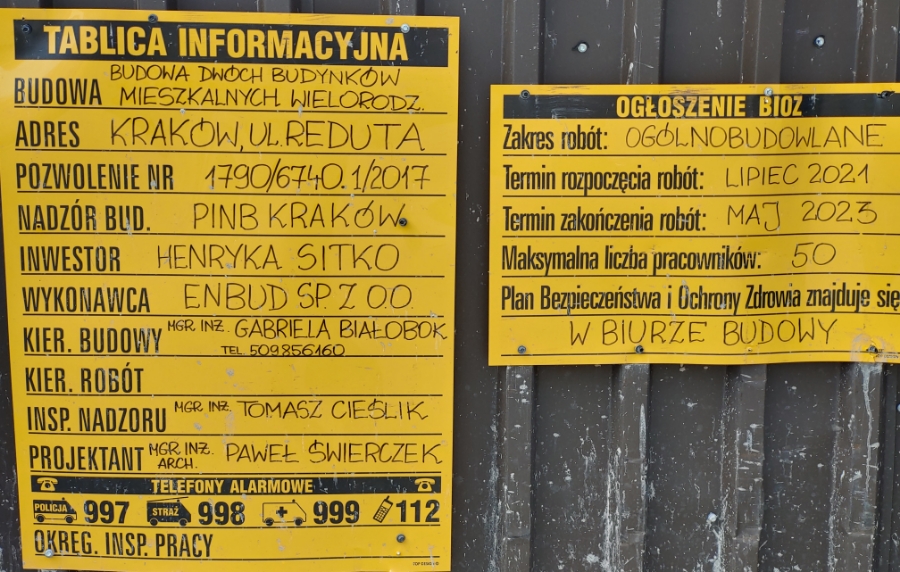 TABLICA INFORMACYJNA
BUDOWA BUDOWA DWÓCH BUDYNKÓW
MIESZKALNYCH WIELORODZ.
ADRES KRAKÓW, UL. REDUTA
POZWOLENIE NR 1790/6740.1/2017
NADZÓR BUD. PINB KRAKÓW
INWESTOR HENRYKA SITKO
WYKONAWCA ENBUD SP. Z O.O.
KIER. BUDOWY MGR INŻ. GABRIELA BIAŁOBOK
TEL. 509856160
KIER. ROBÓT
INSP. NADZORU MGR INŻ TOMASZ CIEŚLIK
PROJEKTANT MGR INŻ. ARCH. PAWEŁ ŚWIERCZEK
TELEFONY ALARMOWE
POLICJA 997 STRAŻ 998 999 112
OKRĘG. INSP. PRACY
OGŁOSZENIE BIOZ
Zakres robót: OGÓLNOBUDOWLANE
Termin rozpoczęcia robót: LIPIEC 2021
Termin zakończenia robót: MAJ 2023
Maksymalna liczba pracowników: 50
Plan Bezpieczeństwa i Ochrony Zdrowia znajduje się
W BIURZE BUDOWY